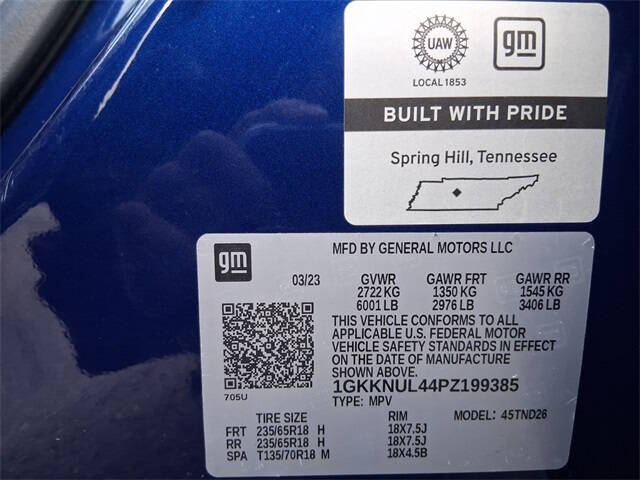 UAW
gm
LOCAL 1853
BUILT WITH PRIDE
Spring Hill, Tennessee
gm
MFD BY GENERAL MOTORS LLC
03/23 GVWR GAWR FRT GAWR RR
2722 KG 1350 KG 1545 KG
6001 LB 2976 LB 3406 LB
THIS VEHICLE CONFORMS TO ALL
APPLICABLE U.S. FEDERAL MOTOR
VEHICLE SAFETY STANDARDS IN EFFECT
ON THE DATE OF MANUFACTURE
SHOWN ABOVE.
1GKKNUL44PZ199385
705U
TYPE: MPV
TIRE SIZE RIM MODEL: 45TND26
FRT 235/65R18 H 18X7.5J
RR 235/65R18 H 18X7.5J
SPA T135/70R18 M 18X4.5B